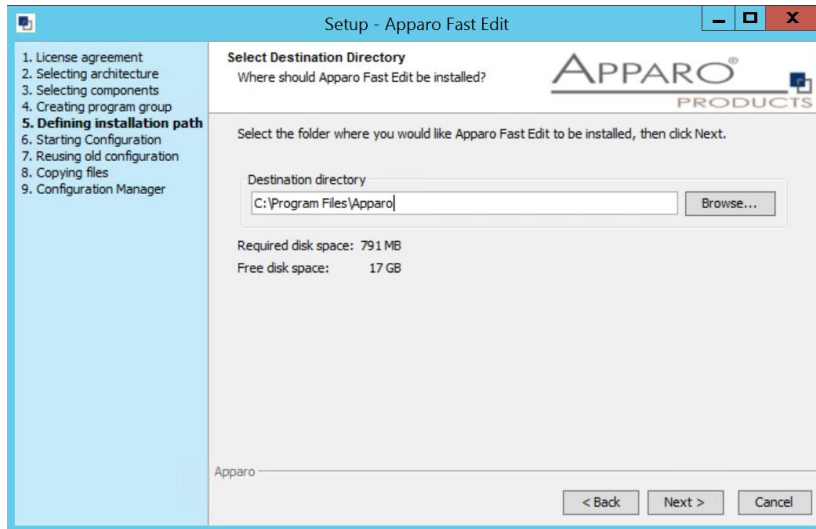 Setup - Apparo Fast Edit
1. License agreement
2. Selecting architecture
3. Selecting components
4. Creating program group
5. Defining installation path
6. Starting Configuration
7. Reusing old configuration
8. Copying files
9. Configuration Manager
Select Destination Directory
Where should Apparo Fast Edit be installed?
APPARO®
PRODUCTS
Select the folder where you would like Apparo Fast Edit to be installed, then click Next.
Destination directory
C:\Program Files\Apparo
Browse...
Required disk space: 791 MB
Free disk space: 17 GB
Apparo
< Back Next > Cancel